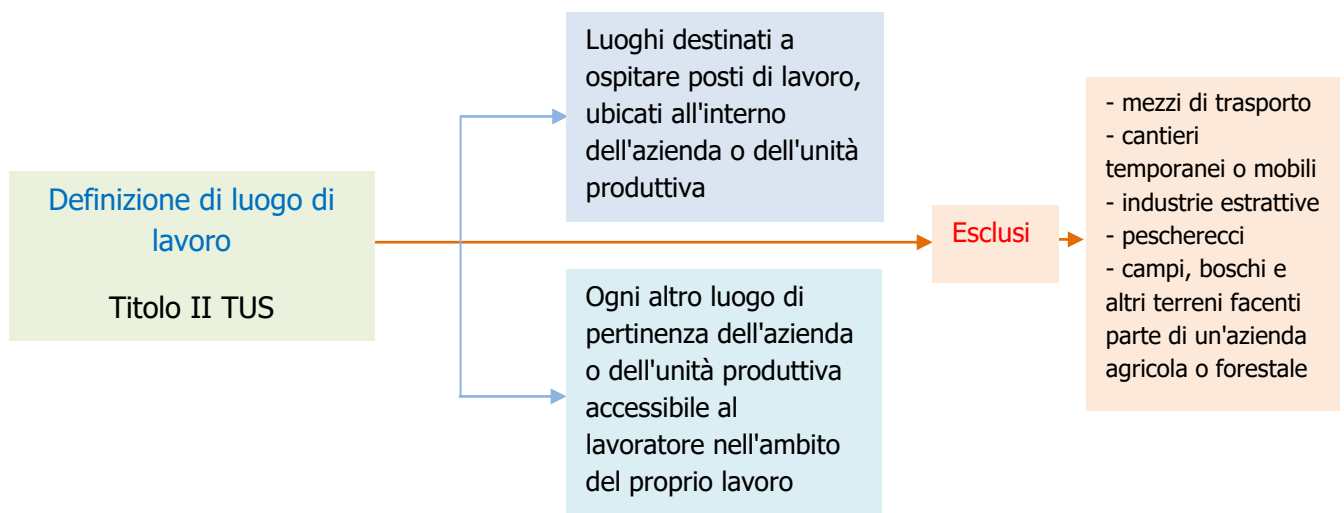 Definizione di luogo di
lavoro
Titolo II TUS
Luoghi destinati a
ospitare posti di lavoro,
ubicati all'interno
dell'azienda o dell'unità
produttiva
Ogni altro luogo di
pertinenza dell'azienda
o dell'unità produttiva
accessibile al
lavoratore nell'ambito
del proprio lavoro
Esclusi
- mezzi di trasporto
- cantieri
temporanei o mobili
- industrie estrattive
- pescherecci
- campi, boschi e
altri terreni facenti
parte di un'azienda
agricola o forestale